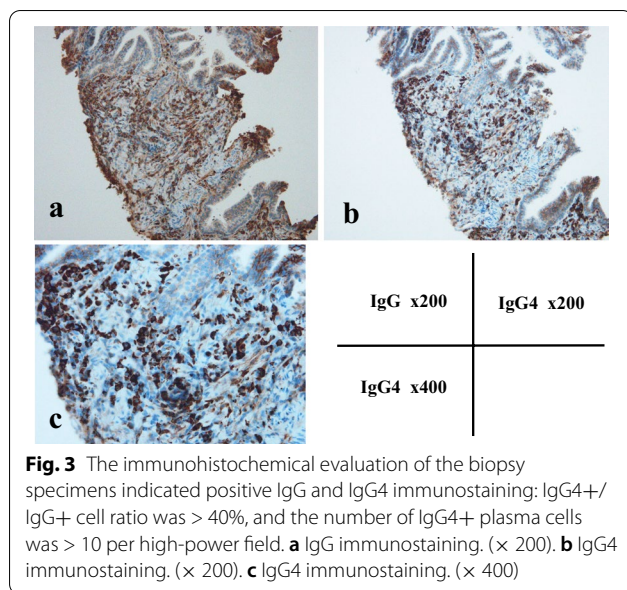 a
b
c
IgG x200
IgG4 x200
IgG4 x400
Fig. 3 The immunohistochemical evaluation of the biopsy
specimens indicated positive IgG and IgG4 immunostaining: IgG4+/
IgG+ cell ratio was > 40%, and the number of IgG4+ plasma cells
was > 10 per high-power field. a IgG immunostaining. (× 200). b IgG4
immunostaining. (× 200). c IgG4 immunostaining. (× 400)